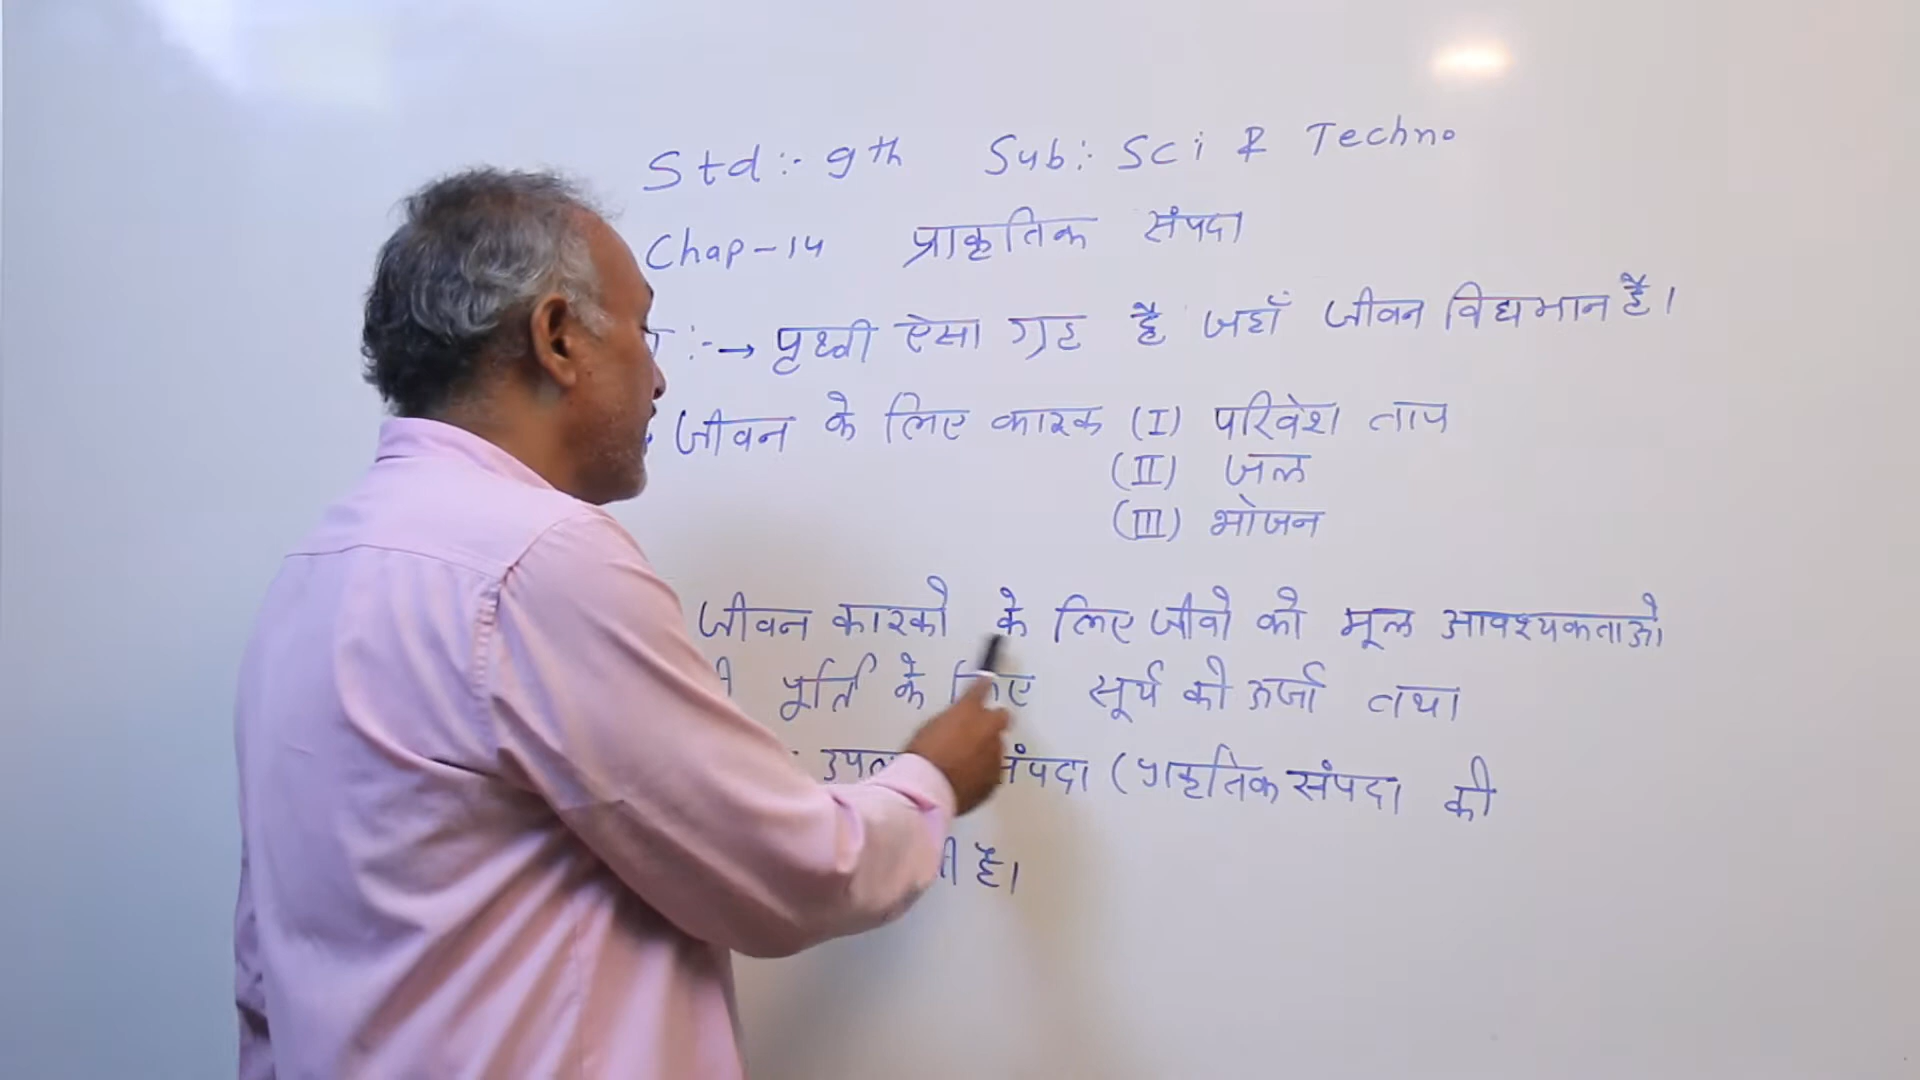 Std :- 9th Sub :- Sci & Techno
Chap-14 प्राकृतिक संपदा
:- → पृथ्वी ऐसा ग्रह है जहाँ जीवन विद्यमान है।
जीवन के लिए कारक (I) परिवेश ताप
(II) जल
(III) भोजन
जीवन कारको के लिए जीवो की मूल आवश्यकताओ
पूर्ति के लिए सूर्य की ऊर्जा तथा
संपदा (प्राकृतिक संपदा की
है।